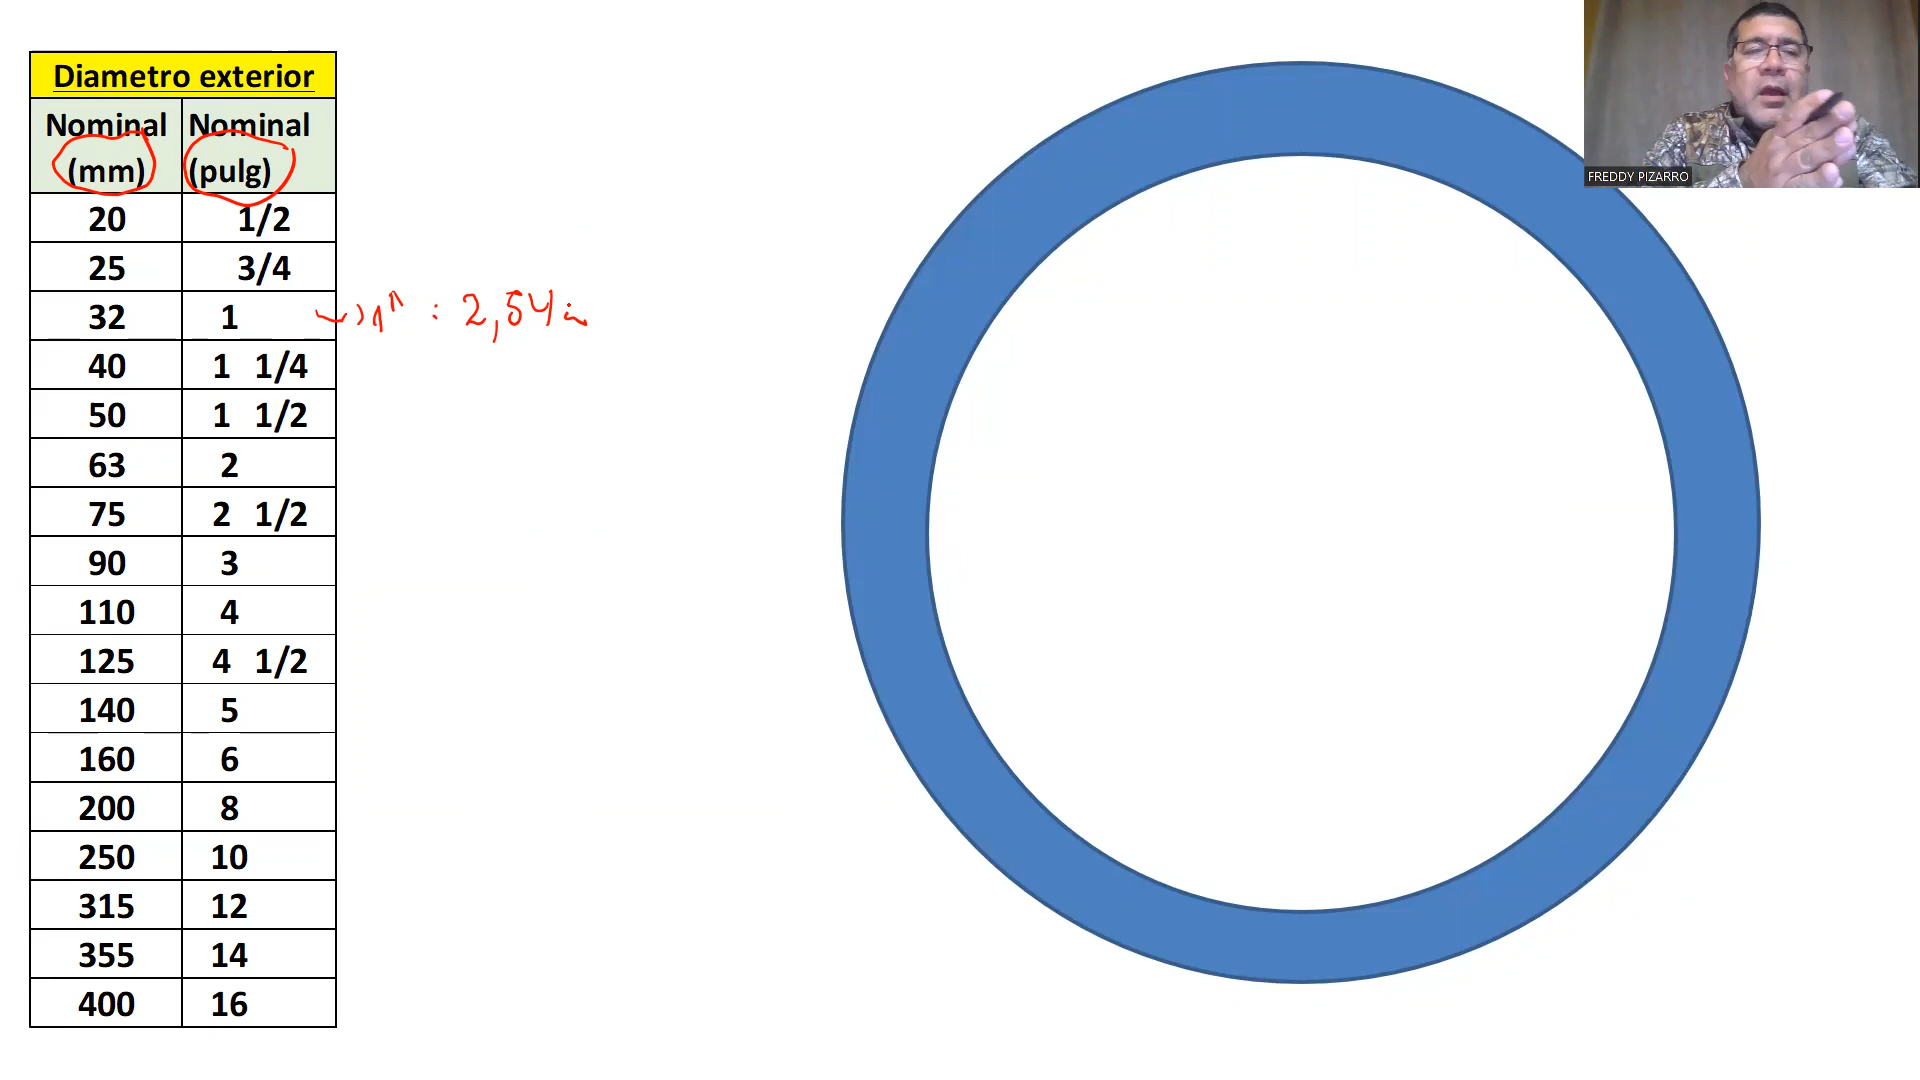 Diametro exterior
Nominal (mm) Nominal (pulg)
20 1/2
25 3/4
32 1 1" : 2,54
40 1 1/4
50 1 1/2
63 2
75 2 1/2
90 3
110 4
125 4 1/2
140 5
160 6
200 8
250 10
315 12
355 14
400 16
FREDDY PIZARRO